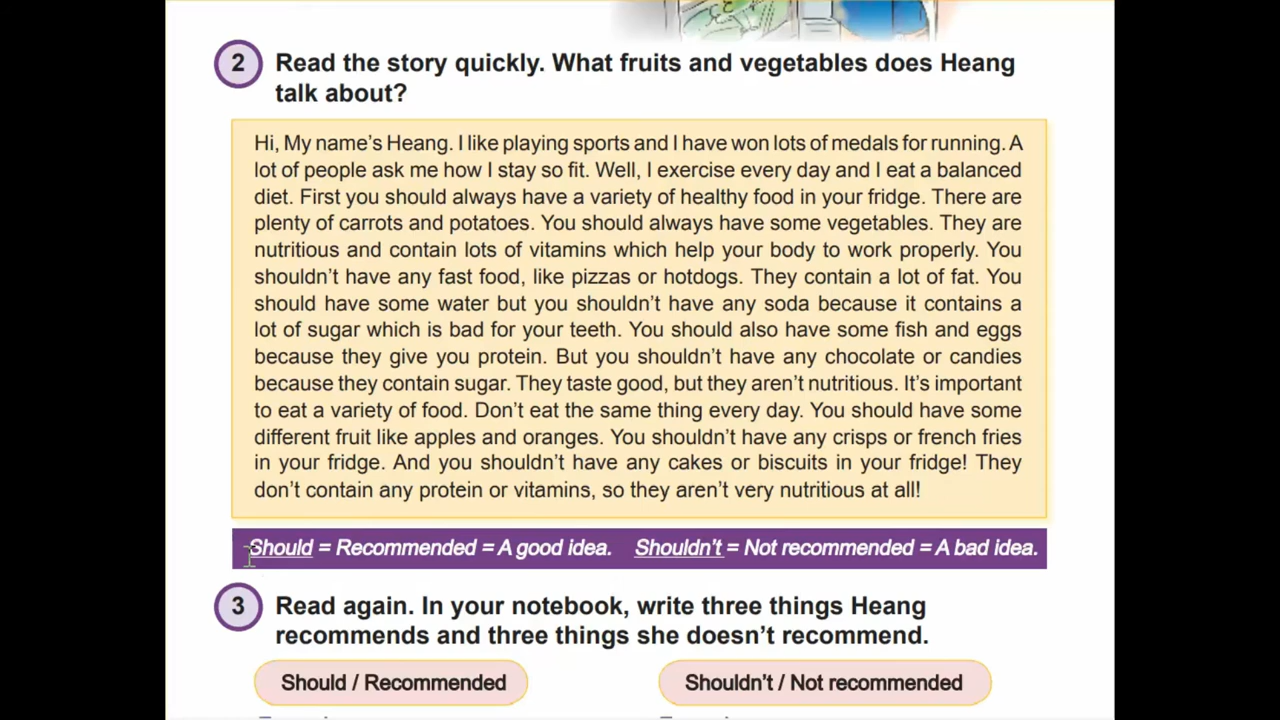 2 Read the story quickly. What fruits and vegetables does Heang
talk about?
Hi, My name's Heang. I like playing sports and I have won lots of medals for running. A
lot of people ask me how I stay so fit. Well, I exercise every day and I eat a balanced
diet. First you should always have a variety of healthy food in your fridge. There are
plenty of carrots and potatoes. You should always have some vegetables. They are
nutritious and contain lots of vitamins which help your body to work properly. You
shouldn't have any fast food, like pizzas or hotdogs. They contain a lot of fat. You
should have some water but you shouldn't have any soda because it contains a
lot of sugar which is bad for your teeth. You should also have some fish and eggs
because they give you protein. But you shouldn't have any chocolate or candies
because they contain sugar. They taste good, but they aren't nutritious. It's important
to eat a variety of food. Don't eat the same thing every day. You should have some
different fruit like apples and oranges. You shouldn't have any crisps or french fries
in your fridge. And you shouldn't have any cakes or biscuits in your fridge! They
don't contain any protein or vitamins, so they aren't very nutritious at all!
Should = Recommended = A good idea. Shouldn't = Not recommended = A bad idea.
3 Read again. In your notebook, write three things Heang
recommends and three things she doesn't recommend.
Should / Recommended Shouldn't / Not recommended